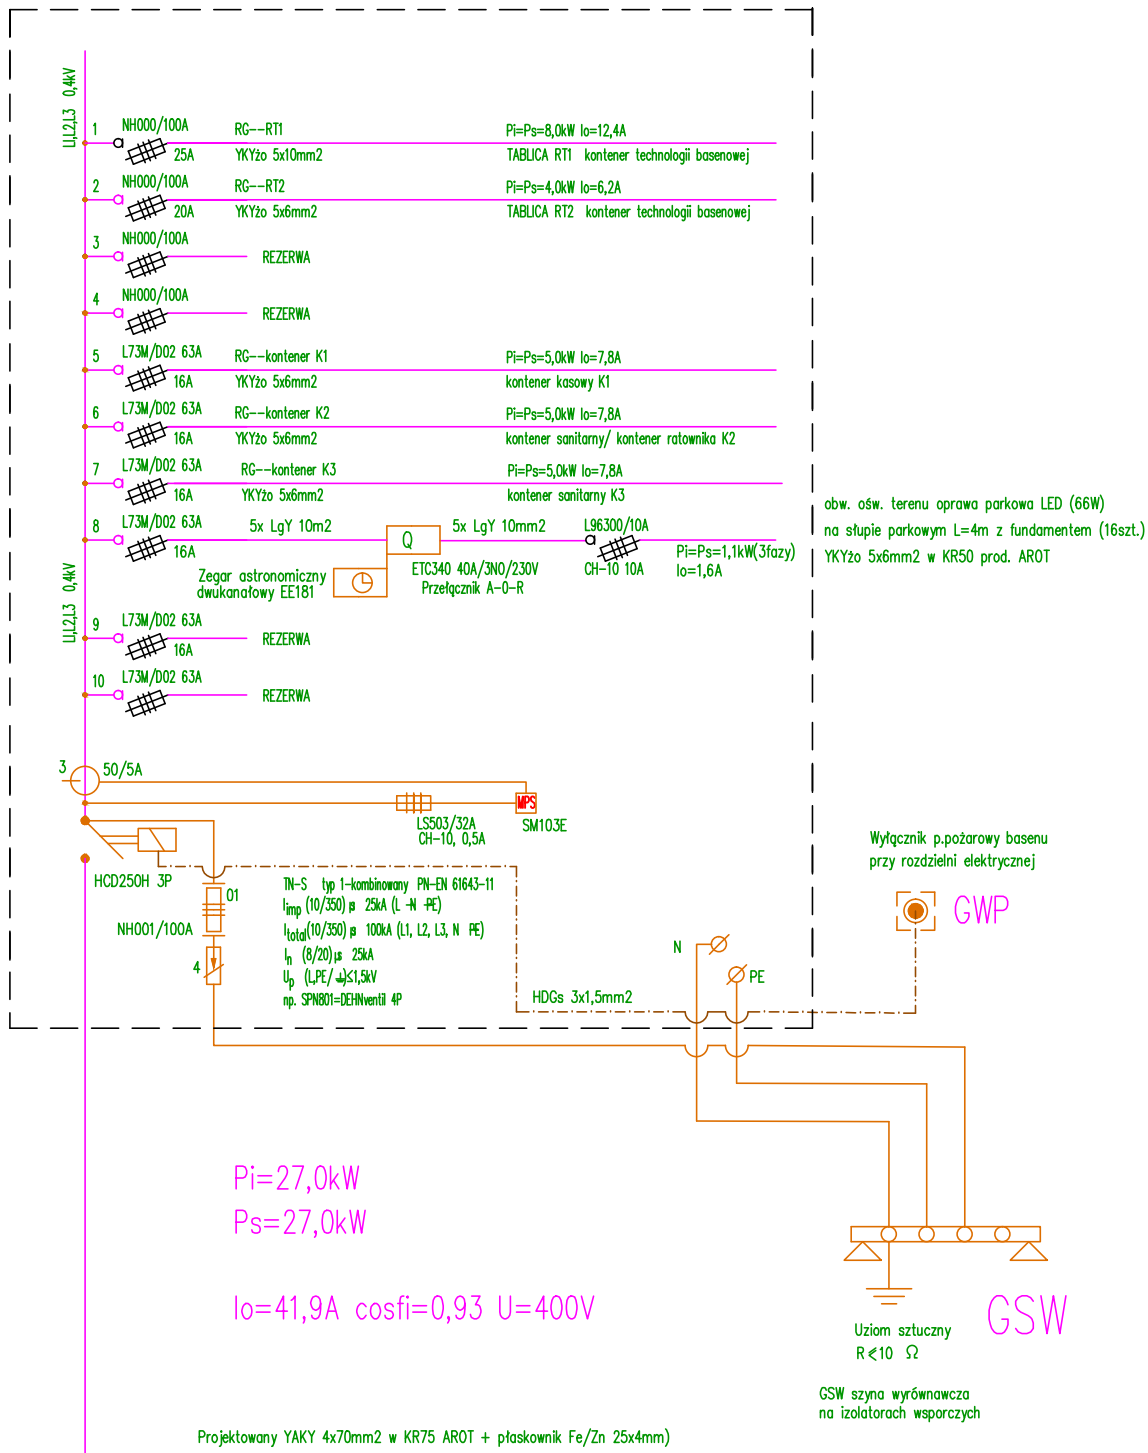 L1,L2,L3 0,4kV
1
NH000/100A
25A
RG--RT1
YKYżo 5x10mm2
Pi=Ps=8,0kW Io=12,4A
TABLICA RT1 kontener technologii basenowej
2
NH000/100A
20A
RG--RT2
YKYżo 5x6mm2
Pi=Ps=4,0kW Io=6,2A
TABLICA RT2 kontener technologii basenowej
3
NH000/100A
REZERWA
4
NH000/100A
REZERWA
5
L73M/D02 63A
16A
RG--kontener K1
YKYżo 5x6mm2
Pi=Ps=5,0kW Io=7,8A
kontener kasowy K1
6
L73M/D02 63A
16A
RG--kontener K2
YKYżo 5x6mm2
Pi=Ps=5,0kW Io=7,8A
kontener sanitarny/ kontener ratownika K2
7
L73M/D02 63A
16A
RG--kontener K3
YKYżo 5x6mm2
Pi=Ps=5,0kW Io=7,8A
kontener sanitarny K3
8
L73M/D02 63A
16A
5x LgY 10m2
Q
5x LgY 10mm2
L96300/10A
CH-10 10A
Pi=Ps=1,1kW(3fazy)
Io=1,6A
obw. ośw. terenu oprawa parkowa LED (66W)
na słupie parkowym L=4m z fundamentem (16szt.)
YKYżo 5x6mm2 w KR50 prod. AROT
Zegar astronomiczny
dwukanałowy EE181
ETC340 40A/3NO/230V
Przełącznik A-0-R
L1,L2,L3 0,4kV
9
L73M/D02 63A
16A
REZERWA
10
L73M/D02 63A
REZERWA
3
50/5A
MPS
SM103E
LS503/32A
CH-10, 0,5A
HCD250H 3P
01
NH001/100A
4
TN-S typ 1-kombinowany PN-EN 61643-11
Iimp (10/350) µs 25kA (L -N -PE)
Itotal(10/350) µs 100kA (L1, L2, L3, N PE)
In (8/20) µs 25kA
Up (L,PE/⏚)≤1,5kV
np. SPN801=DEHNventil 4P
HDGs 3x1,5mm2
N
PE
Wyłącznik p.pożarowy basenu
przy rozdzielni elektrycznej
GWP
Pi=27,0kW
Ps=27,0kW
Io=41,9A cosfi=0,93 U=400V
GSW
Uziom sztuczny
R≤10 Ω
GSW szyna wyrównawcza
na izolatorach wsporczych
Projektowany YAKY 4x70mm2 w KR75 AROT + płaskownik Fe/Zn 25x4mm)